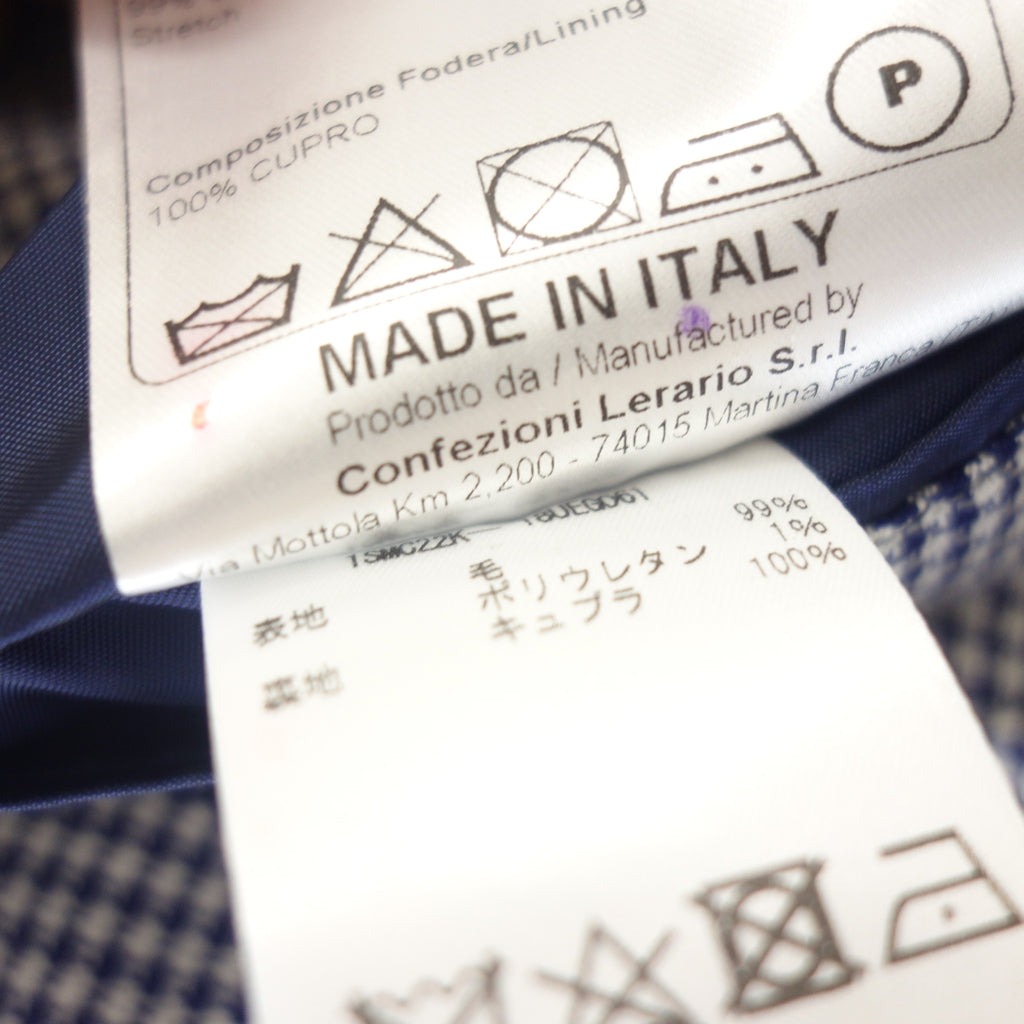 Stretch
Composizione Fodera/Lining
100% CUPRO
P
MADE IN ITALY
Prodotto da / Manufactured by
Confezioni Lerario S.r.l.
Via Mottola Km 2,200 - 74015 Martina Franca
99%
毛 1%
表地 ポリウレタン 100%
裏地 キュプラ